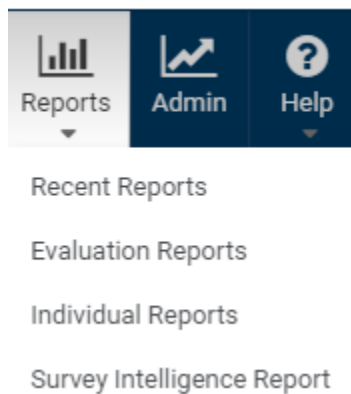 Reports Admin Help
Recent Reports
Evaluation Reports
Individual Reports
Survey Intelligence Report